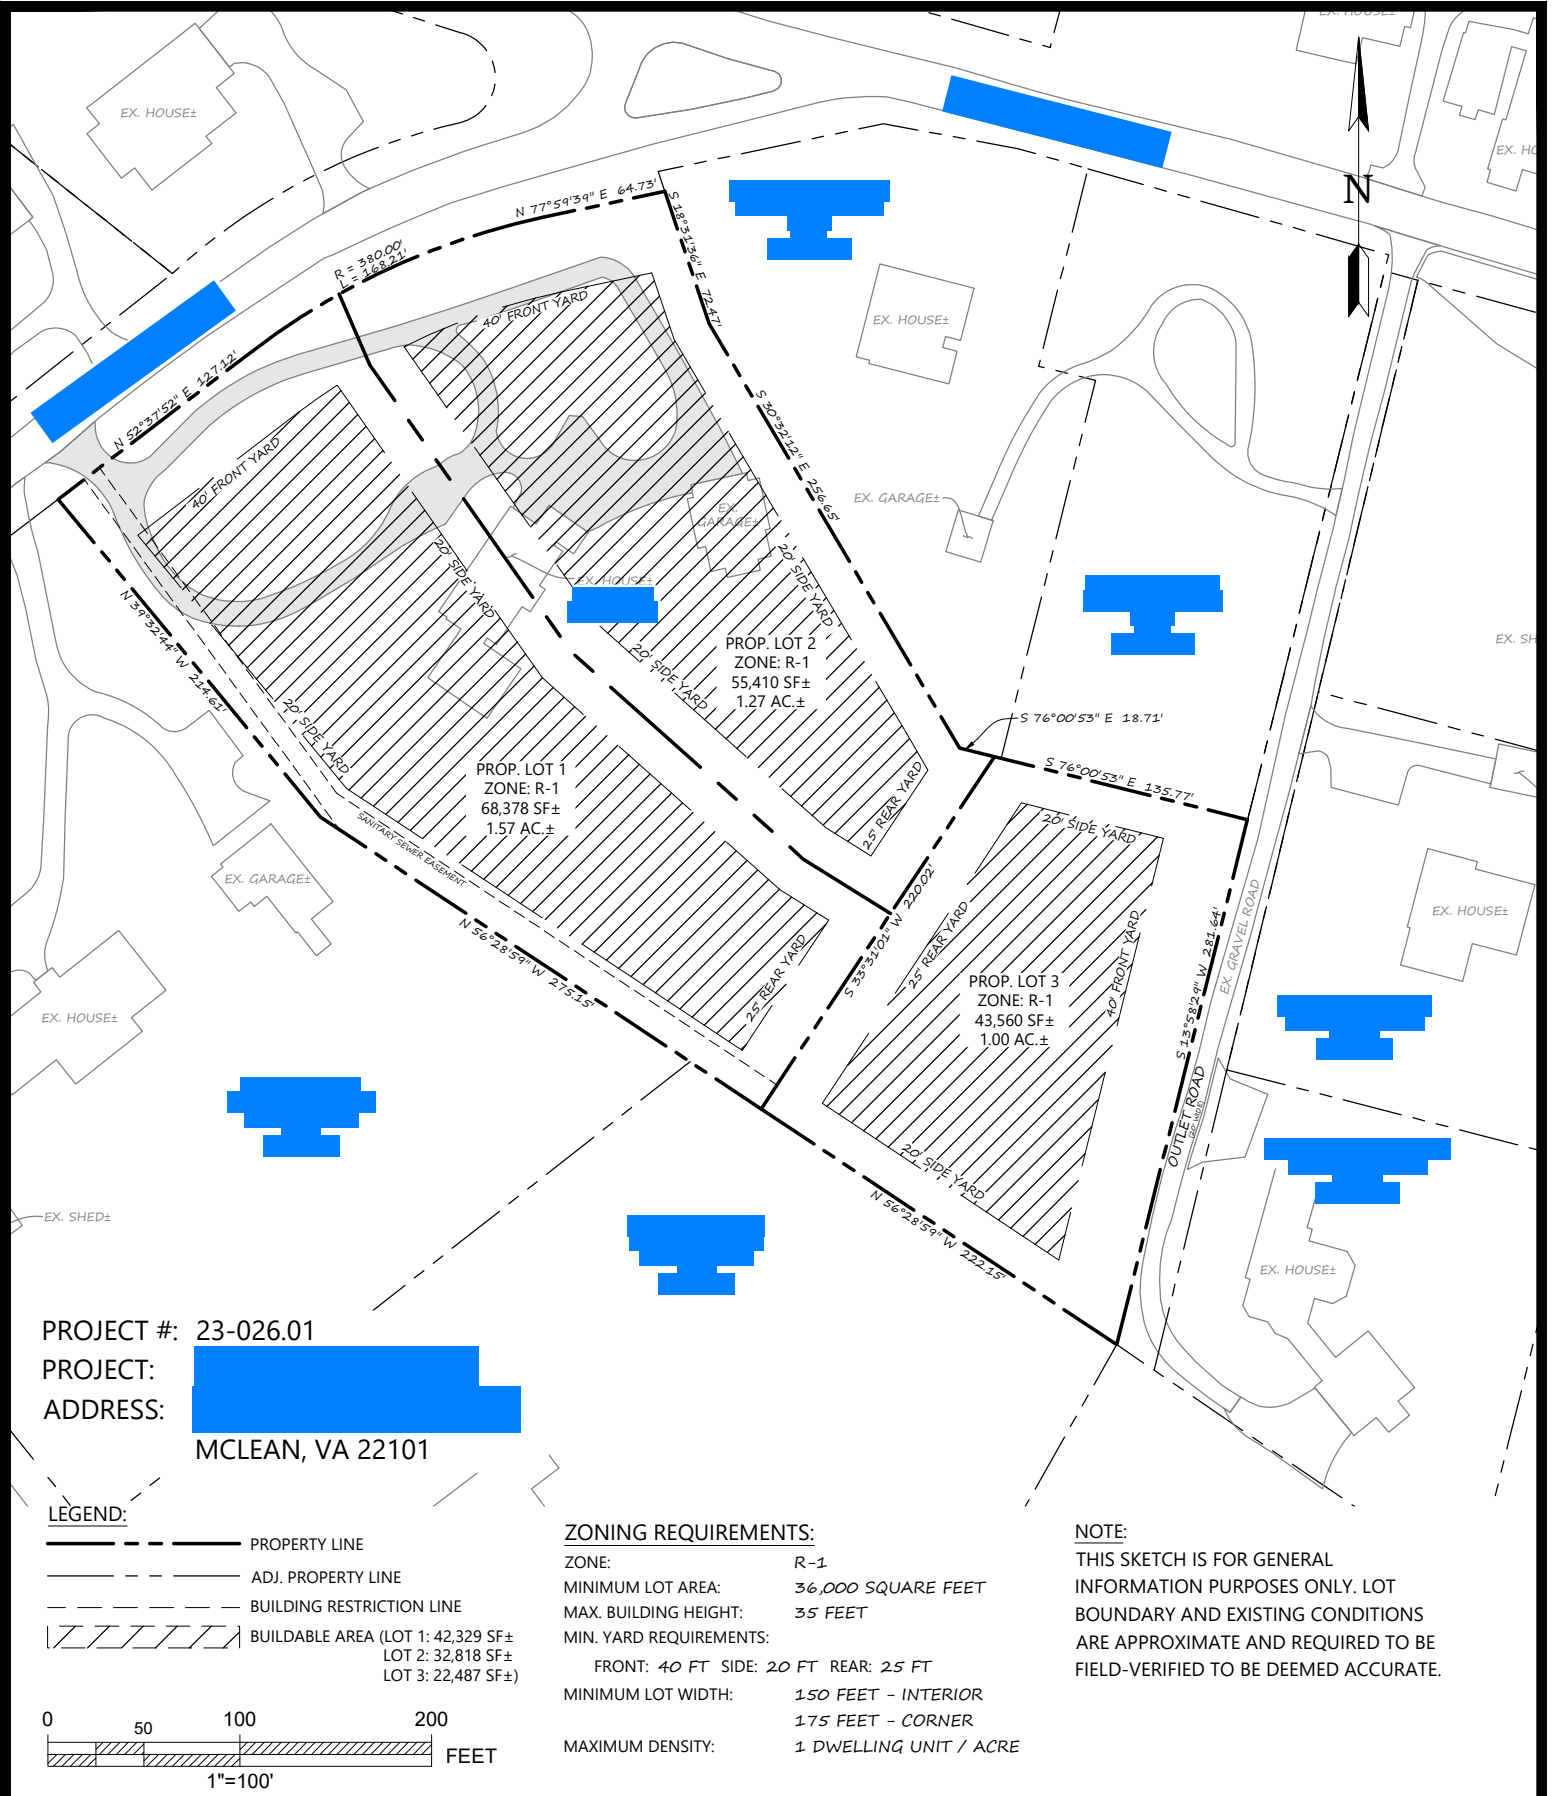 EX. HOUSE±
EX. HOUSE±
EX. HO
N
N 77°59'39" E 64.73'
S 18°31'36" E 72.47'
R = 380.00'
L = 168.21'
40' FRONT YARD
EX. HOUSE±
N 52°37'52" E 127.12'
40' FRONT YARD
S 30°32'12" E 256.65'
EX. GARAGE±
EX.
GARAGE±
20' SIDE YARD
20' SIDE YARD
EX. HOUSE±
N 39°32'44" W 214.61'
EX. SH
20' SIDE YARD
PROP. LOT 2
ZONE: R-1
55,410 SF±
1.27 AC.±
20' SIDE YARD
S 76°00'53" E 18.71'
S 76°00'53" E 135.77'
PROP. LOT 1
ZONE: R-1
68,378 SF±
1.57 AC.±
25' REAR YARD
20' SIDE YARD
SANITARY SEWER EASEMENT
EX. GARAGE±
S 33°31'01" W 220.02'
EX. GRAVEL ROAD
S 13°58'29" W 281.64'
EX. HOUSE±
N 56°28'59" W 275.15'
25' REAR YARD
25' REAR YARD
40' FRONT YARD
PROP. LOT 3
ZONE: R-1
43,560 SF±
1.00 AC.±
EX. HOUSE±
OUTLET ROAD
(20' WIDE)
20' SIDE YARD
N 56°28'59" W 222.15'
EX. SHED±
EX. HOUSE±
PROJECT #: 23-026.01
PROJECT:
ADDRESS:
MCLEAN, VA 22101
LEGEND:
PROPERTY LINE
ADJ. PROPERTY LINE
BUILDING RESTRICTION LINE
BUILDABLE AREA (LOT 1: 42,329 SF±
LOT 2: 32,818 SF±
LOT 3: 22,487 SF±)
0 50 100 200
FEET
1"=100'
ZONING REQUIREMENTS:
ZONE: R-1
MINIMUM LOT AREA: 36,000 SQUARE FEET
MAX. BUILDING HEIGHT: 35 FEET
MIN. YARD REQUIREMENTS:
FRONT: 40 FT SIDE: 20 FT REAR: 25 FT
MINIMUM LOT WIDTH: 150 FEET - INTERIOR
175 FEET - CORNER
MAXIMUM DENSITY: 1 DWELLING UNIT / ACRE
NOTE:
THIS SKETCH IS FOR GENERAL
INFORMATION PURPOSES ONLY. LOT
BOUNDARY AND EXISTING CONDITIONS
ARE APPROXIMATE AND REQUIRED TO BE
FIELD-VERIFIED TO BE DEEMED ACCURATE.